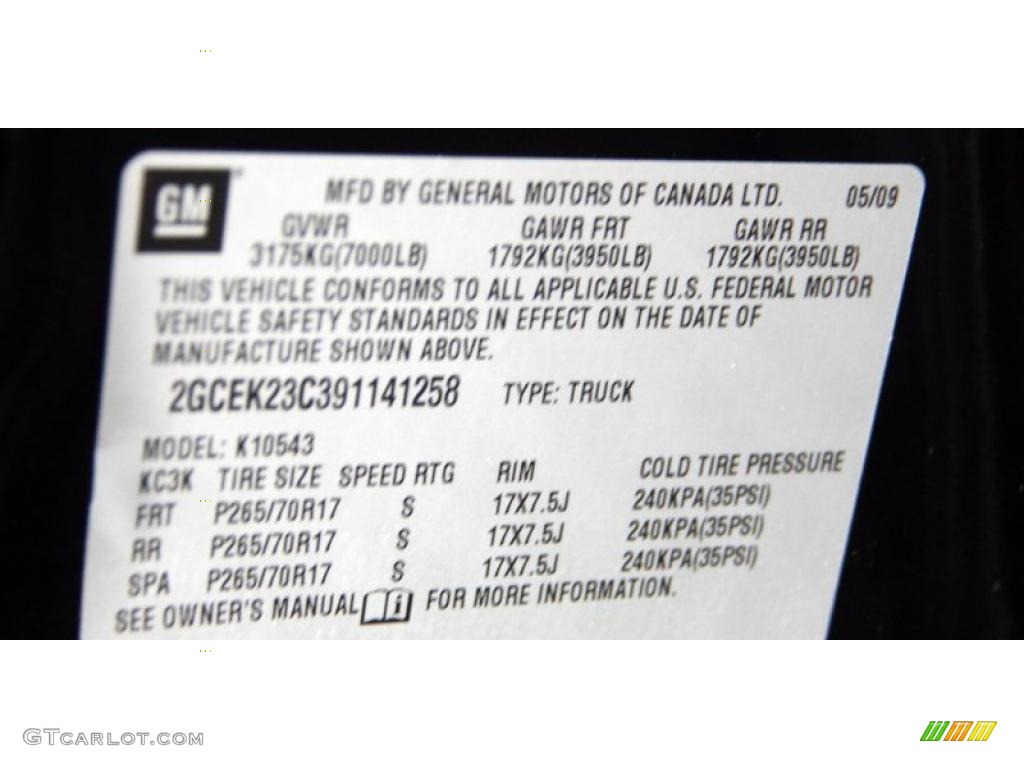 GM
MFD BY GENERAL MOTORS OF CANADA LTD. 05/09
GVWR GAWR FRT GAWR RR
3175KG(7000LB) 1792KG(3950LB) 1792KG(3950LB)
THIS VEHICLE CONFORMS TO ALL APPLICABLE U.S. FEDERAL MOTOR
VEHICLE SAFETY STANDARDS IN EFFECT ON THE DATE OF
MANUFACTURE SHOWN ABOVE.
2GCEK23C391141258 TYPE: TRUCK
MODEL: K10543
KC3K TIRE SIZE SPEED RTG RIM COLD TIRE PRESSURE
FRT P265/70R17 S 17X7.5J 240KPA(35PSI)
RR P265/70R17 S 17X7.5J 240KPA(35PSI)
SPA P265/70R17 S 17X7.5J 240KPA(35PSI)
SEE OWNER'S MANUAL FOR MORE INFORMATION.
GTCARLOT.COM